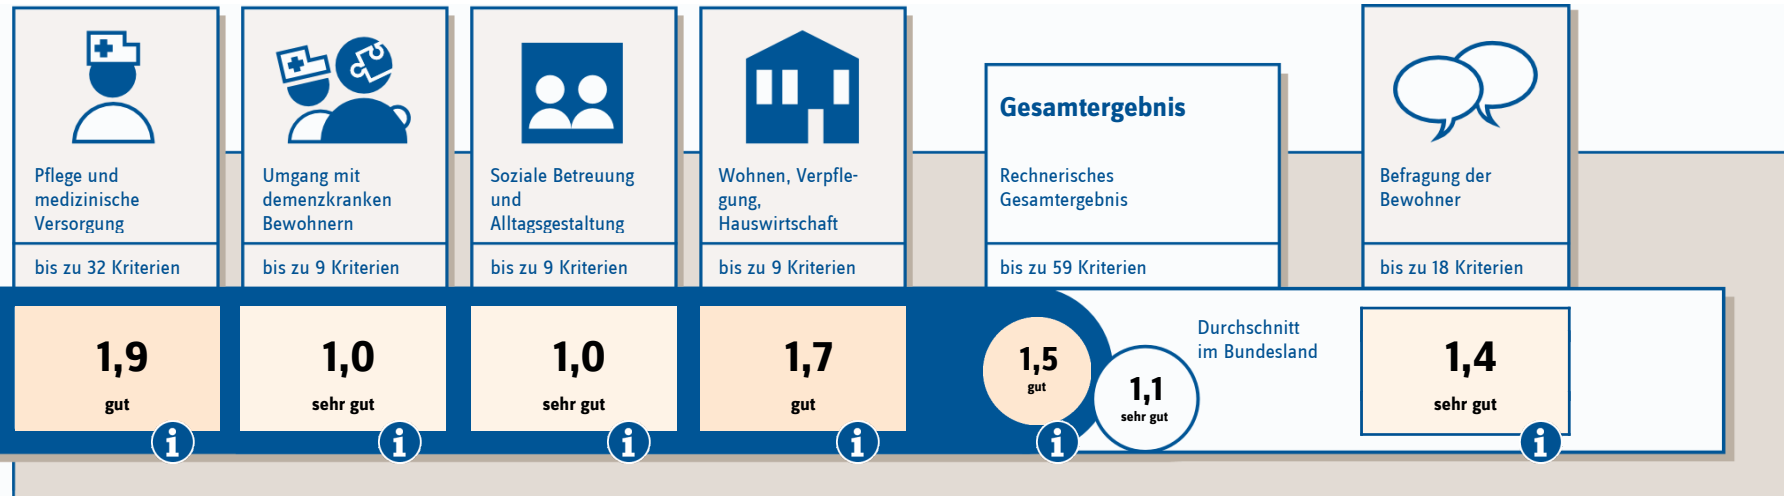 Pflege und
medizinische
Versorgung
bis zu 32 Kriterien
1,9
gut
i
Umgang mit
demenzkranken
Bewohnern
bis zu 9 Kriterien
1,0
sehr gut
i
Soziale Betreuung
und
Alltagsgestaltung
bis zu 9 Kriterien
1,0
sehr gut
i
Wohnen, Verpfle-
gung,
Hauswirtschaft
bis zu 9 Kriterien
1,7
gut
i
Gesamtergebnis
Rechnerisches
Gesamtergebnis
bis zu 59 Kriterien
1,5
gut
i
1,1
sehr gut
Durchschnitt
im Bundesland
Befragung der
Bewohner
bis zu 18 Kriterien
1,4
sehr gut
i